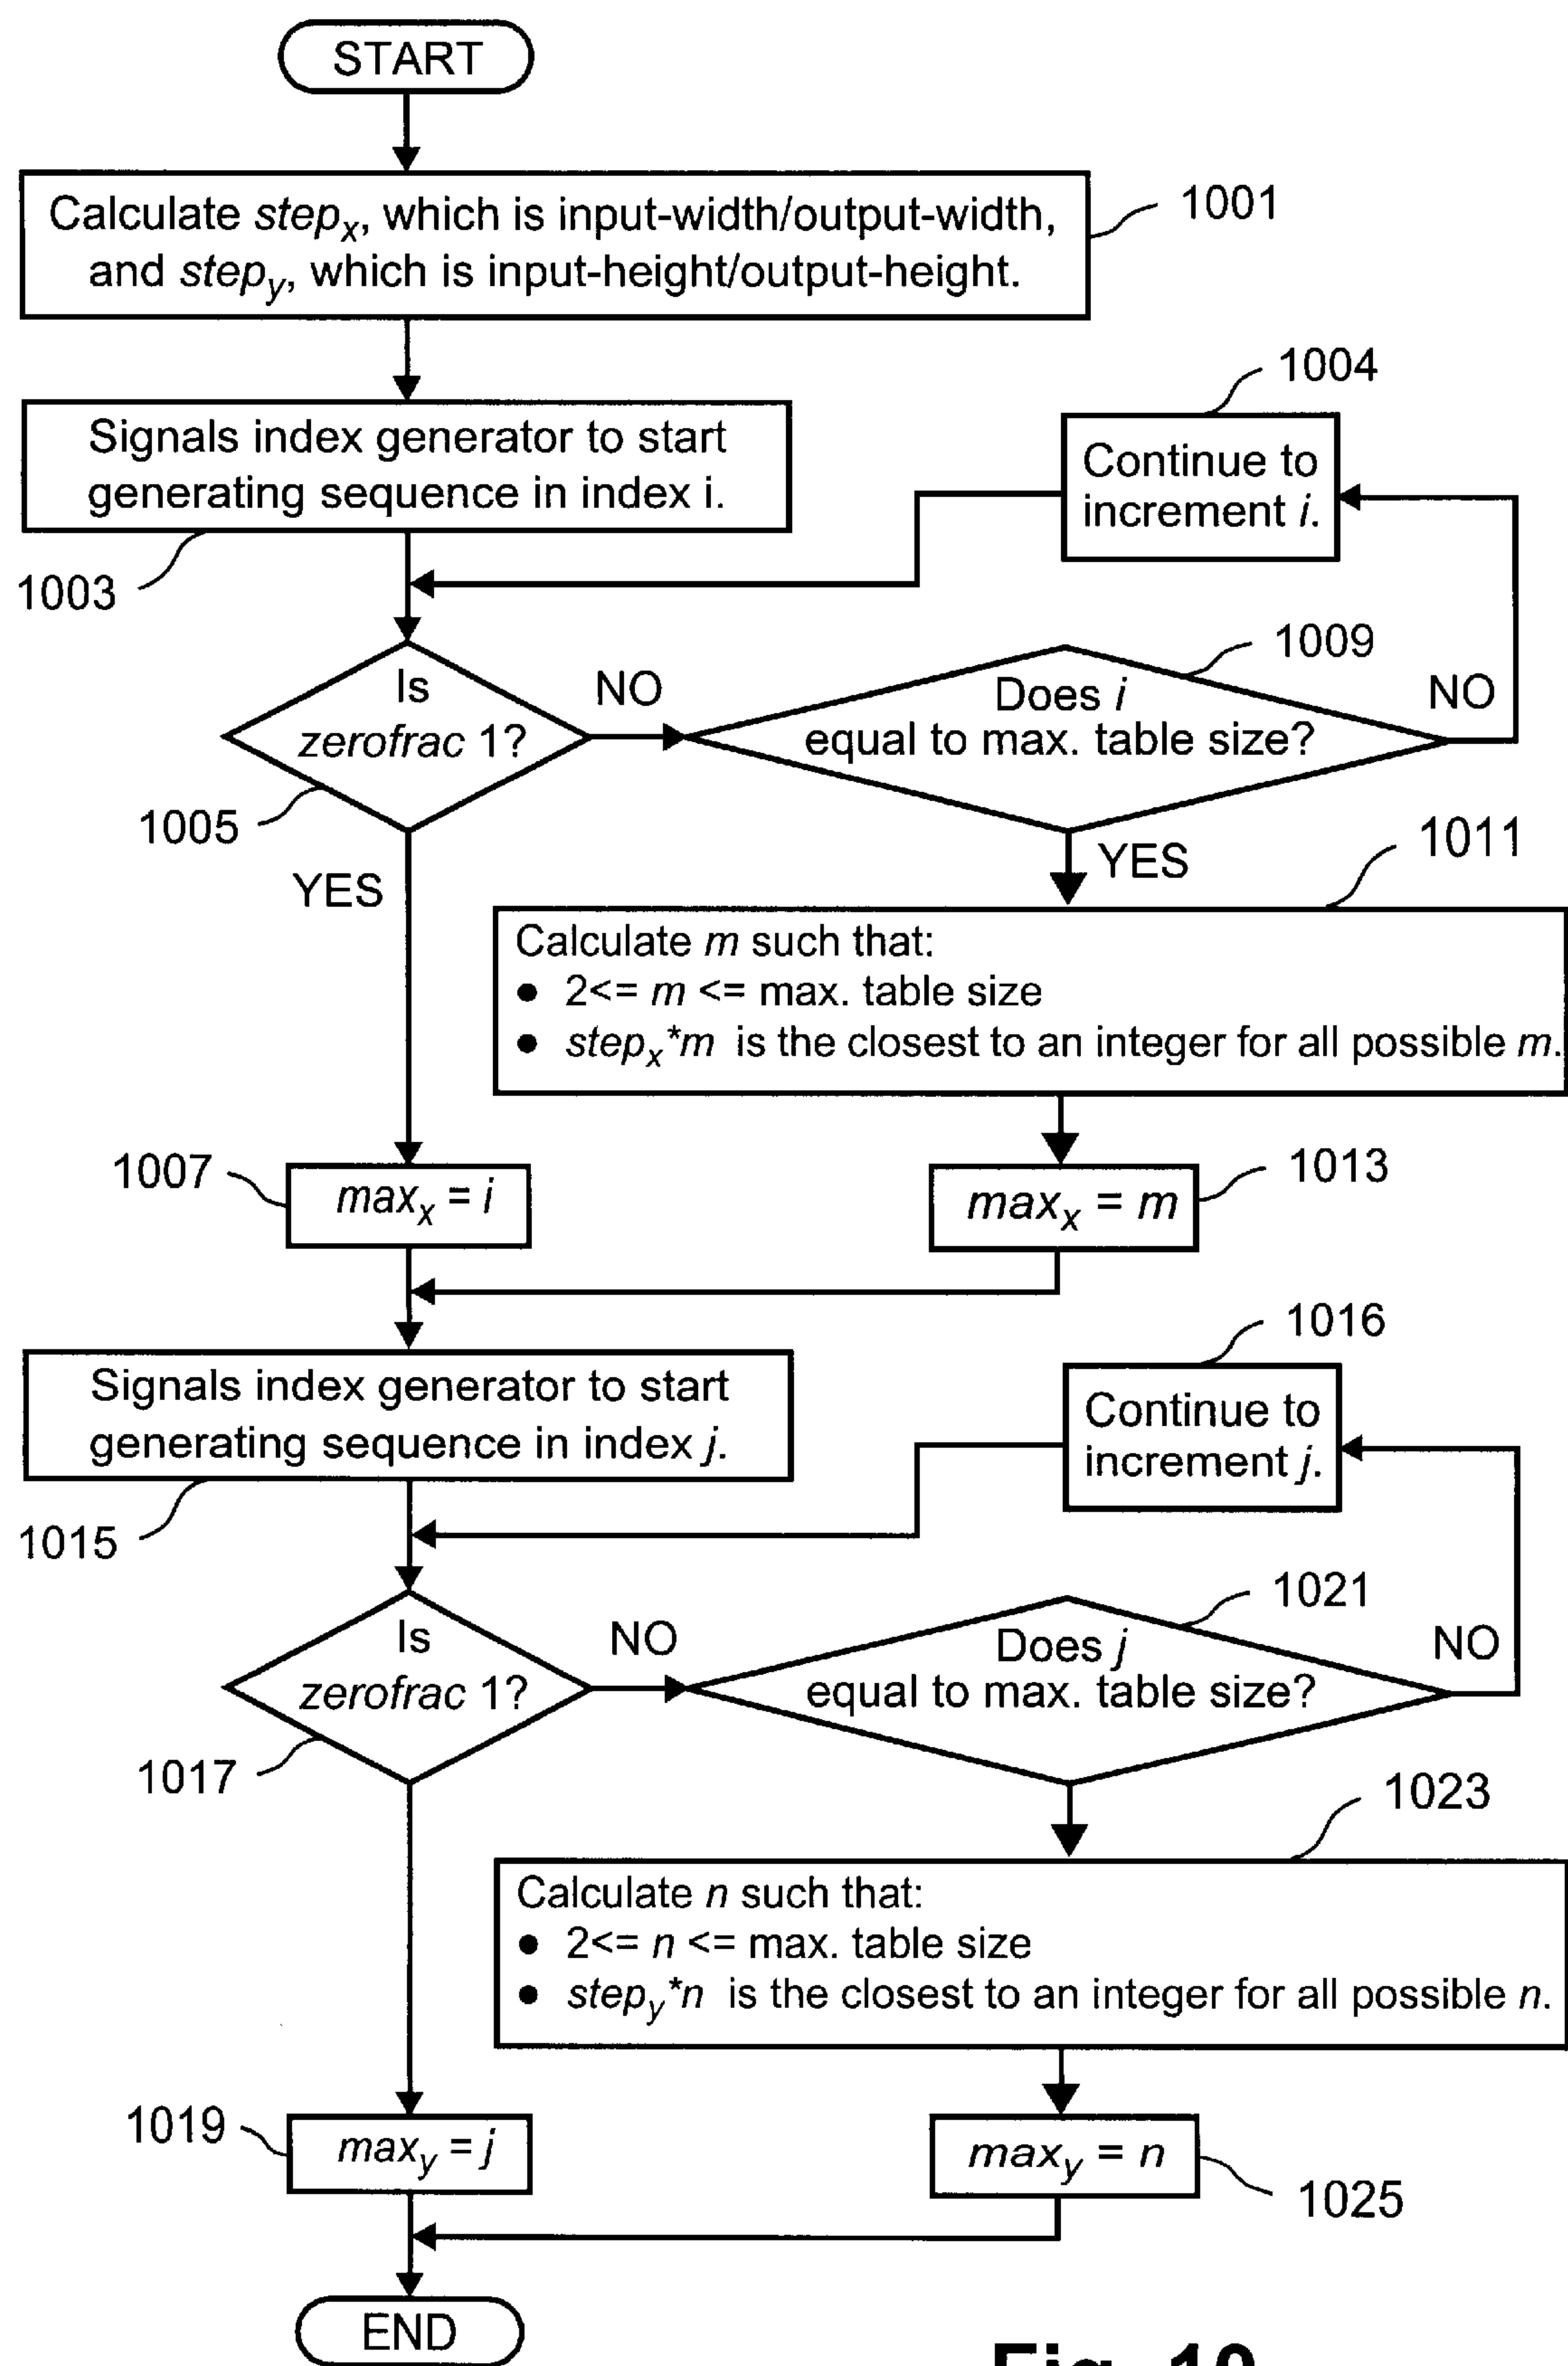 START
Calculate stepx, which is input-width/output-width,
and stepy, which is input-height/output-height.
1001
1004
Signals index generator to start
generating sequence in index i.
Continue to
increment i.
1003
1009
Is
zerofrac 1?
NO
Does i
equal to max. table size?
NO
1005
YES
YES
1011
Calculate m such that:
● 2<= m <= max. table size
● stepx*m is the closest to an integer for all possible m.
1007
maxx = i
maxx = m
1013
1016
Signals index generator to start
generating sequence in index j.
Continue to
increment j.
1015
1021
Is
zerofrac 1?
NO
Does j
equal to max. table size?
NO
1017
1023
Calculate n such that:
● 2<= n <= max. table size
● stepy*n is the closest to an integer for all possible n.
1019
maxy = j
maxy = n
1025
END